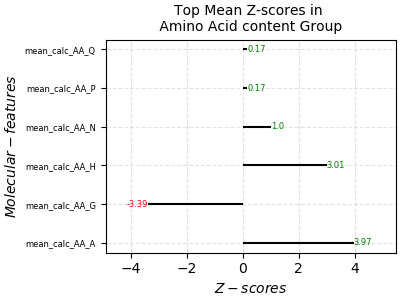 Top Mean Z-scores in
Amino Acid content Group
mean_calc_AA_Q
0.17
mean_calc_AA_P
0.17
mean_calc_AA_N
1.0
mean_calc_AA_H
3.01
mean_calc_AA_G
-3.39
mean_calc_AA_A
3.97
Molecular − features
−4
−2
0
2
4
Z − scores